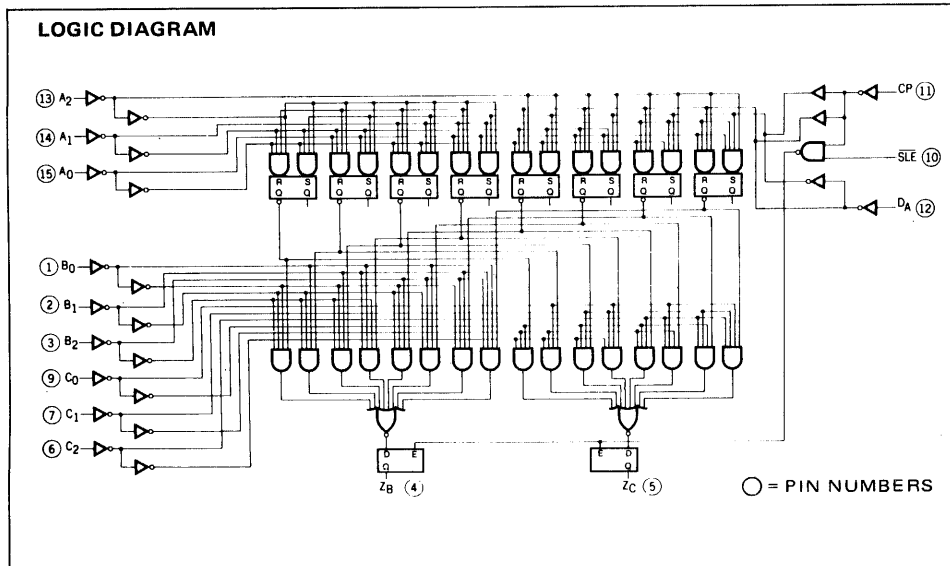 LOGIC DIAGRAM
13 A2
14 A1
15 A0
CP 11
SLE 10
DA 12
R S R S R S R S R S R S R S R S
Q Q Q Q Q Q Q Q Q Q Q Q Q Q Q Q
1 B0
2 B1
3 B2
9 C0
7 C1
6 C2
D E E D
Q Q
ZB 4 ZC 5
= PIN NUMBERS